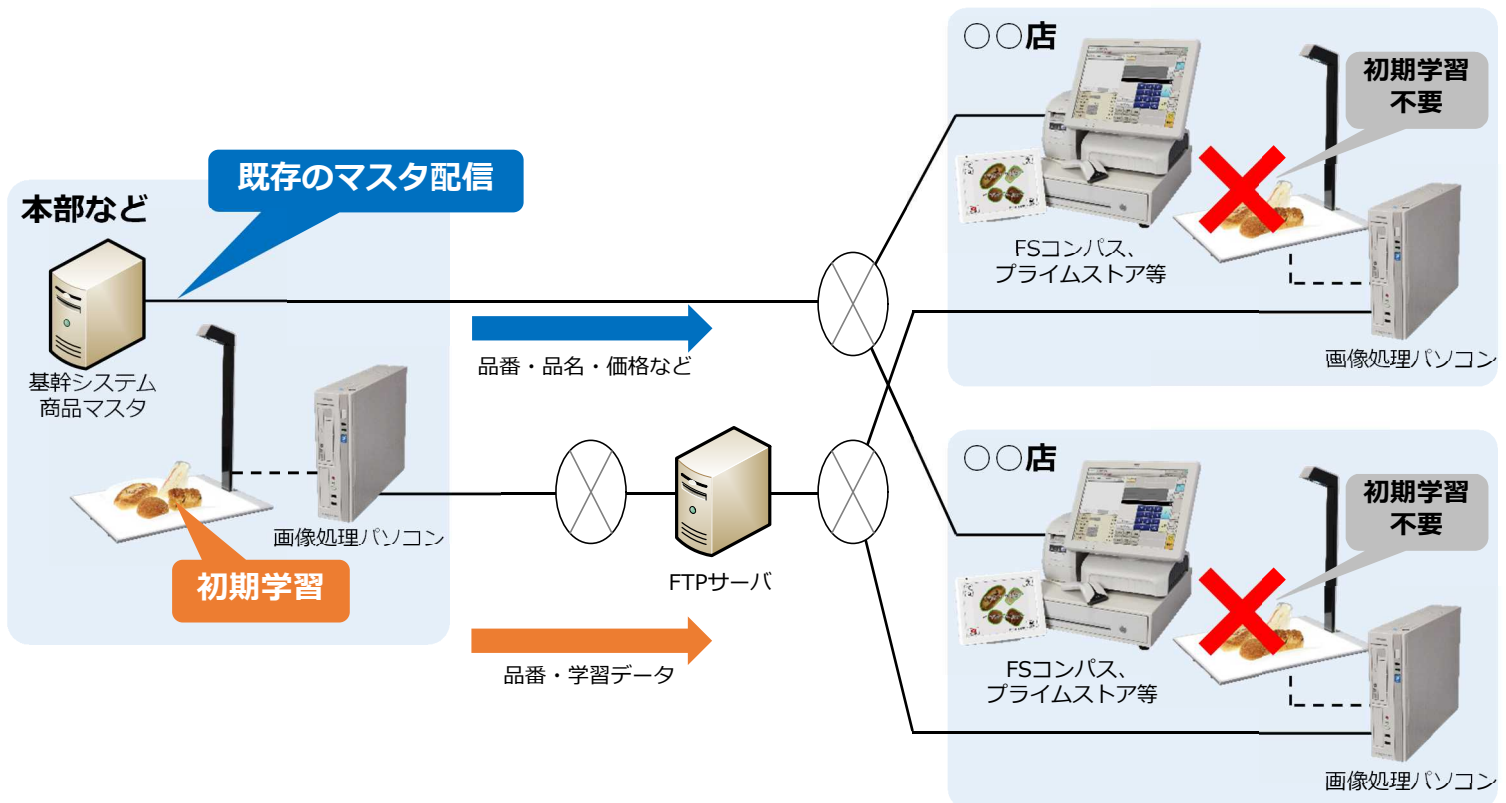 本部など
既存のマスタ配信
基幹システム
商品マスタ
画像処理パソコン
初期学習
品番・品名・価格など
FTPサーバ
品番・学習データ
○○店
初期学習
不要
FSコンパス、
プライムストア等
画像処理パソコン
○○店
初期学習
不要
FSコンパス、
プライムストア等
画像処理パソコン